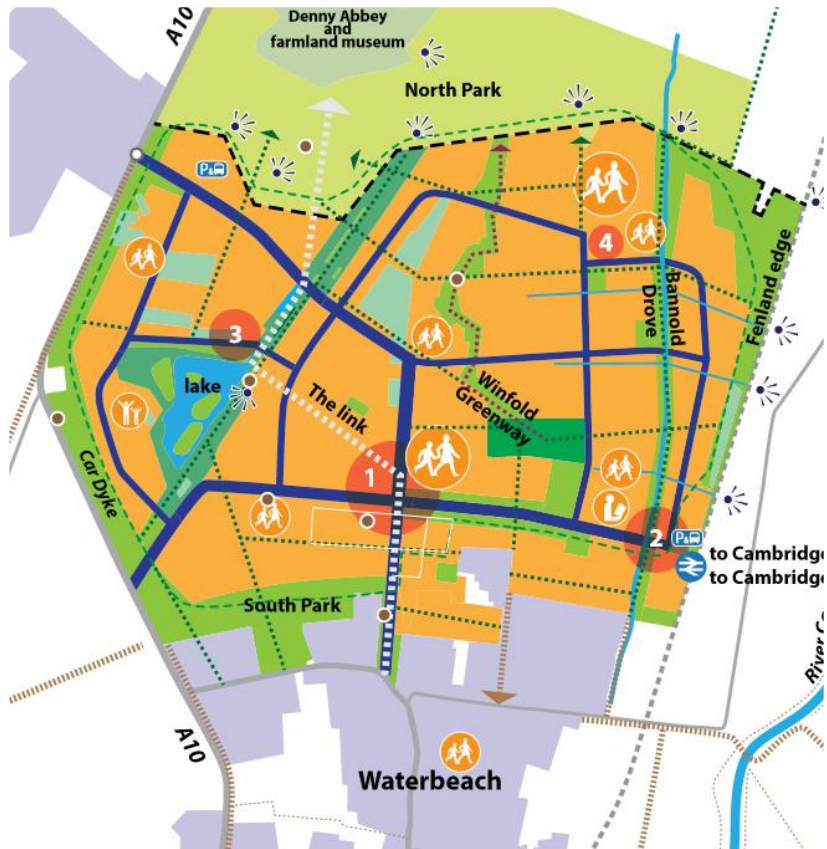 A10
Denny Abbey
and
farmland museum
North Park
P&
4
Bannold
Drove
Fenland edge
3
lake
The link
Winfold
Greenway
1
Car Dyke
2
P&
to Cambridge
to Cambridge
South Park
River Ca
A10
Waterbeach